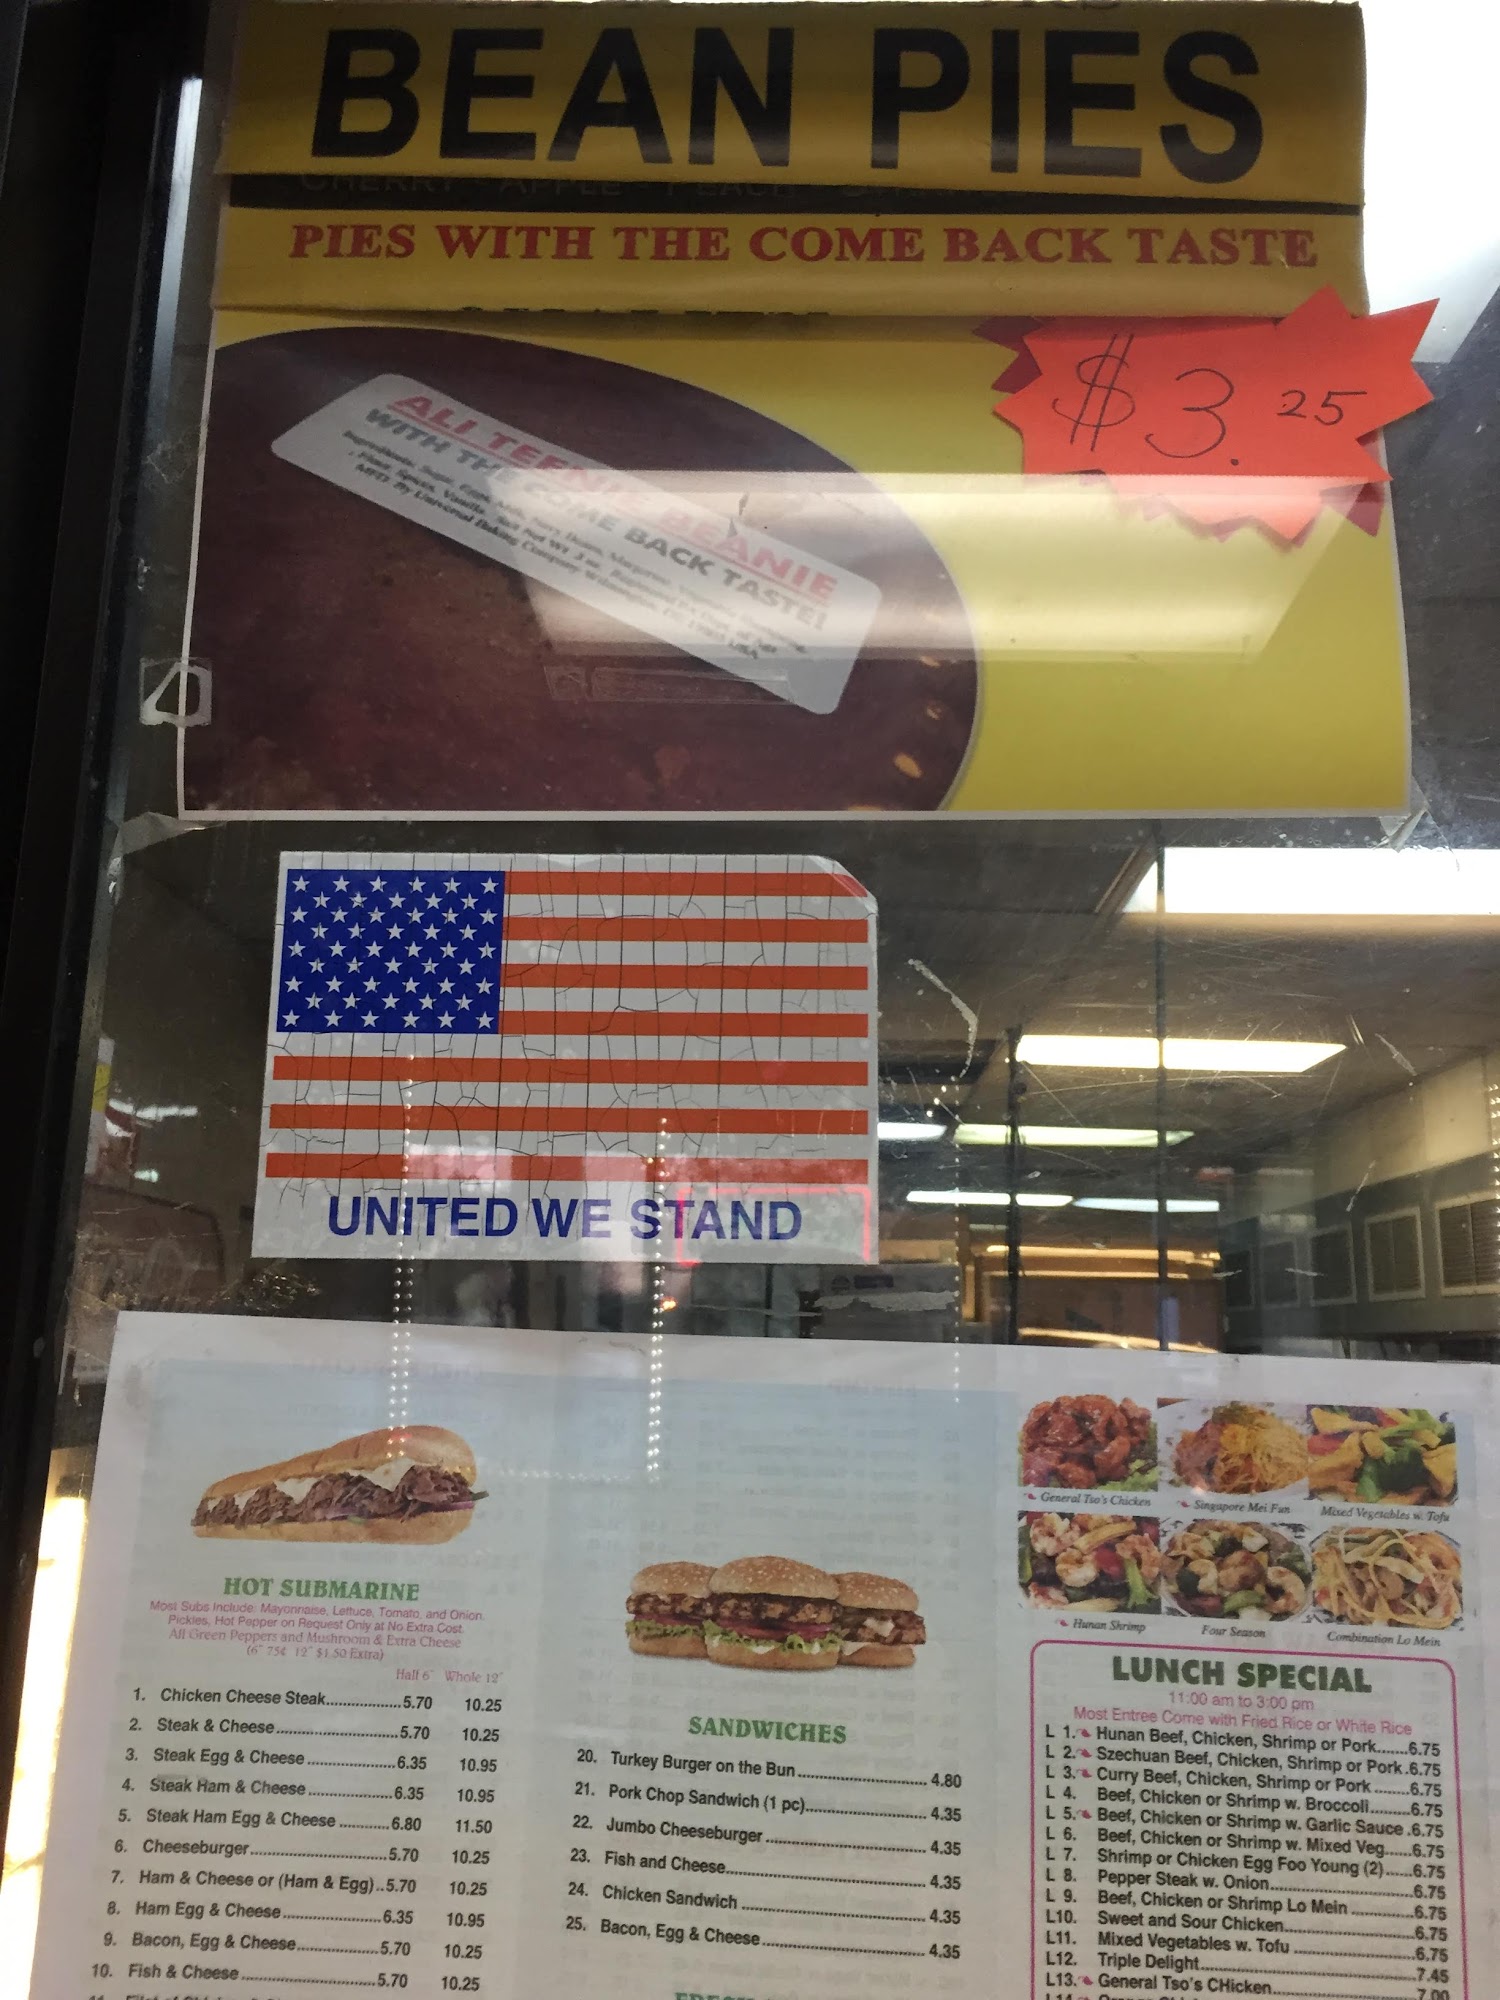 BEAN PIES
CHERRY - APPLE - PEACH
PIES WITH THE COME BACK TASTE
$3.25
ALI TEENIE BEANIE
WITH THE COME BACK TASTE!
UNITED WE STAND
HOT SUBMARINE
Most Subs Include: Mayonnaise, Lettuce, Tomato, and Onion.
Pickles, Hot Pepper on Request Only at No Extra Cost.
All Green Peppers and Mushroom & Extra Cheese
(6" 75¢ 12" $1.50 Extra)
Half 6" Whole 12"
1. Chicken Cheese Steak 5.70 10.25
2. Steak & Cheese 5.70 10.25
3. Steak Egg & Cheese 6.35 10.95
4. Steak Ham & Cheese 6.35 10.95
5. Steak Ham Egg & Cheese 6.80 11.50
6. Cheeseburger 5.70 10.25
7. Ham & Cheese or (Ham & Egg) 5.70 10.25
8. Ham Egg & Cheese 6.35 10.95
9. Bacon, Egg & Cheese 5.70 10.25
10. Fish & Cheese 5.70 10.25
SANDWICHES
20. Turkey Burger on the Bun 4.80
21. Pork Chop Sandwich (1 pc) 4.35
22. Jumbo Cheeseburger 4.35
23. Fish and Cheese 4.35
24. Chicken Sandwich 4.35
25. Bacon, Egg & Cheese 4.35
General Tso's Chicken
Singapore Mei Fun
Mixed Vegetables w. Tofu
Hunan Shrimp
Four Season
Combination Lo Mein
LUNCH SPECIAL
11:00 am to 3:00 pm
Most Entree Come with Fried Rice or White Rice
L 1. Hunan Beef, Chicken, Shrimp or Pork 6.75
L 2. Szechuan Beef, Chicken, Shrimp or Pork 6.75
L 3. Curry Beef, Chicken, Shrimp or Pork 6.75
L 4. Beef, Chicken or Shrimp w. Broccoli 6.75
L 5. Beef, Chicken or Shrimp w. Garlic Sauce 6.75
L 6. Beef, Chicken or Shrimp w. Mixed Veg 6.75
L 7. Shrimp or Chicken Egg Foo Young (2) 6.75
L 8. Pepper Steak w. Onion 6.75
L 9. Beef, Chicken or Shrimp Lo Mein 6.75
L10. Sweet and Sour Chicken 6.75
L11. Mixed Vegetables w. Tofu 6.75
L12. Triple Delight 7.45
L13. General Tso's CHicken 7.00